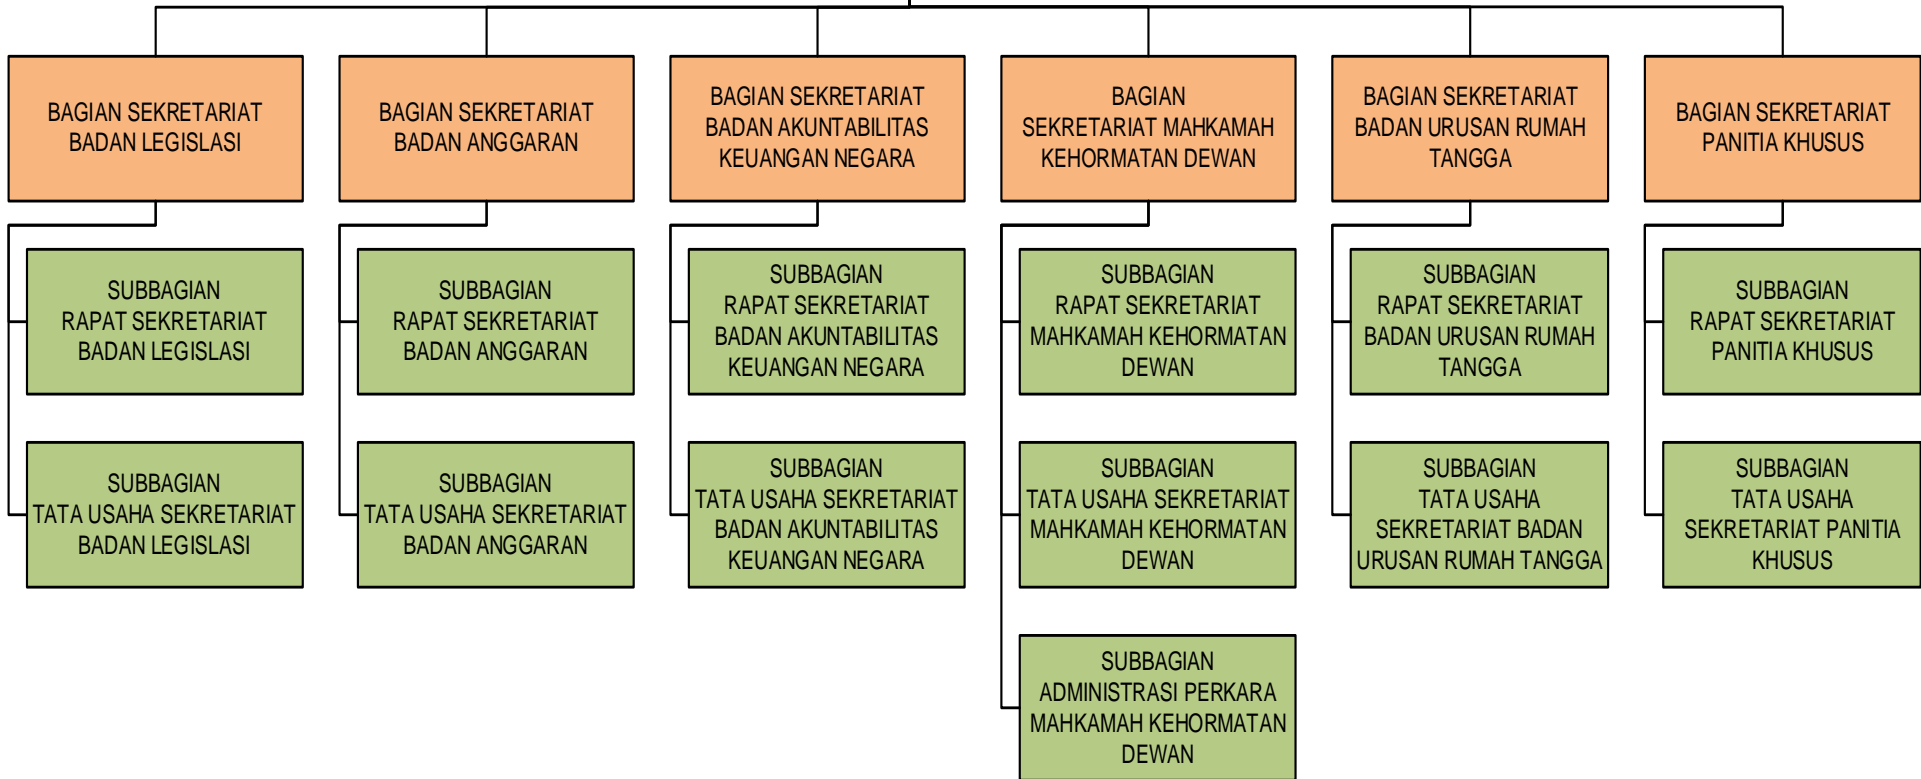 BAGIAN SEKRETARIAT
BADAN LEGISLASI
BAGIAN SEKRETARIAT
BADAN ANGGARAN
BAGIAN SEKRETARIAT
BADAN AKUNTABILITAS
KEUANGAN NEGARA
BAGIAN
SEKRETARIAT MAHKAMAH
KEHORMATAN DEWAN
BAGIAN SEKRETARIAT
BADAN URUSAN RUMAH
TANGGA
BAGIAN SEKRETARIAT
PANITIA KHUSUS
SUBBAGIAN
RAPAT SEKRETARIAT
BADAN LEGISLASI
SUBBAGIAN
RAPAT SEKRETARIAT
BADAN ANGGARAN
SUBBAGIAN
RAPAT SEKRETARIAT
BADAN AKUNTABILITAS
KEUANGAN NEGARA
SUBBAGIAN
RAPAT SEKRETARIAT
MAHKAMAH KEHORMATAN
DEWAN
SUBBAGIAN
RAPAT SEKRETARIAT
BADAN URUSAN RUMAH
TANGGA
SUBBAGIAN
RAPAT SEKRETARIAT
PANITIA KHUSUS
SUBBAGIAN
TATA USAHA SEKRETARIAT
BADAN LEGISLASI
SUBBAGIAN
TATA USAHA SEKRETARIAT
BADAN ANGGARAN
SUBBAGIAN
TATA USAHA SEKRETARIAT
BADAN AKUNTABILITAS
KEUANGAN NEGARA
SUBBAGIAN
TATA USAHA SEKRETARIAT
MAHKAMAH KEHORMATAN
DEWAN
SUBBAGIAN
TATA USAHA
SEKRETARIAT BADAN
URUSAN RUMAH TANGGA
SUBBAGIAN
TATA USAHA
SEKRETARIAT PANITIA
KHUSUS
SUBBAGIAN
ADMINISTRASI PERKARA
MAHKAMAH KEHORMATAN
DEWAN